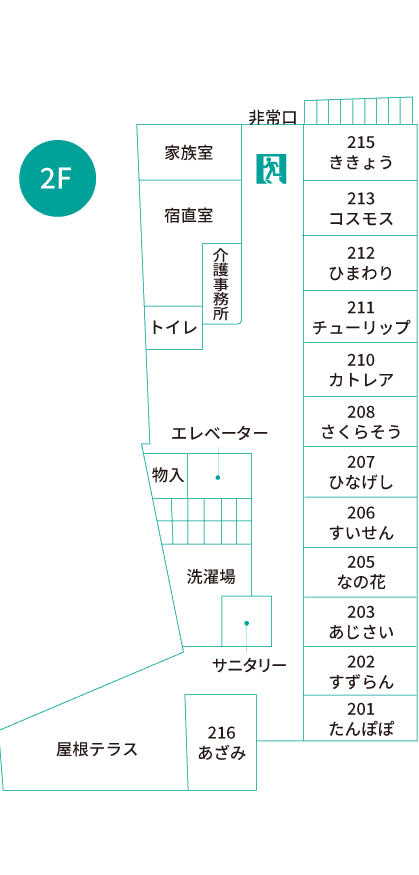 非常口
2F
家族室
宿直室
介護事務所
トイレ
エレベーター
物入
洗濯場
サニタリー
屋根テラス
216
あざみ
215
ききょう
213
コスモス
212
ひまわり
211
チューリップ
210
カトレア
208
さくらそう
207
ひなげし
206
すいせん
205
なの花
203
あじさい
202
すずらん
201
たんぽぽ